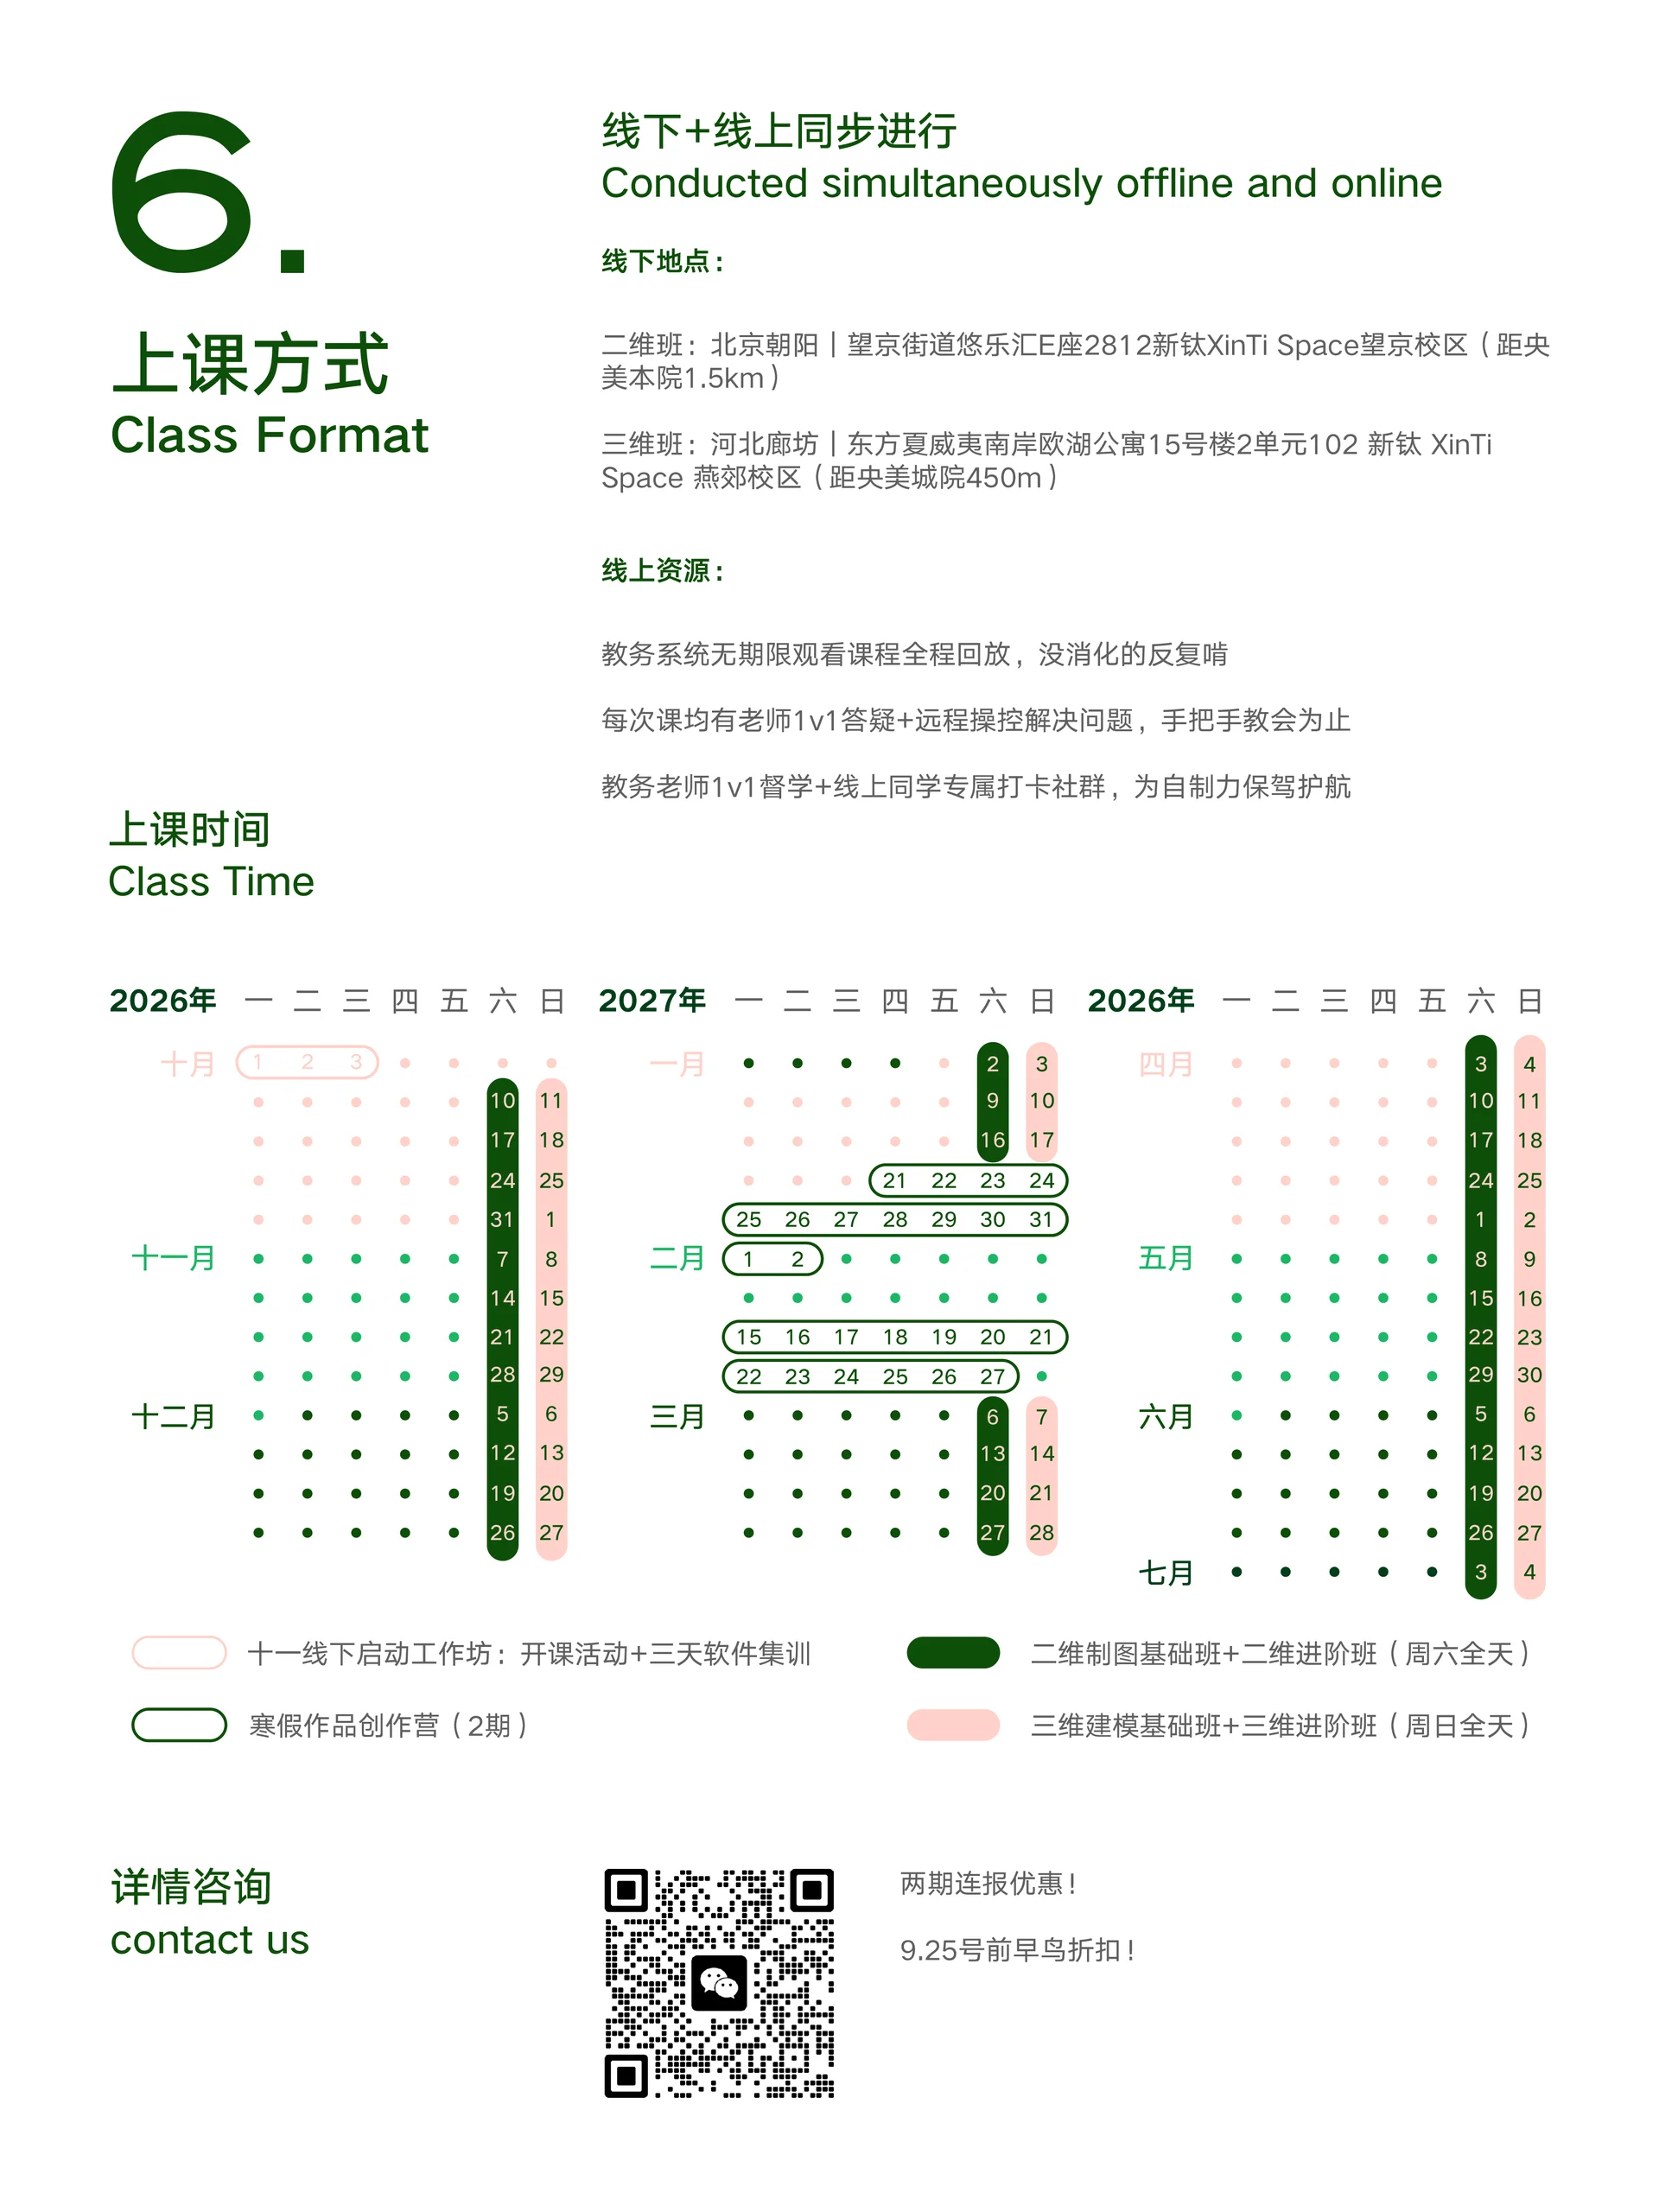 6.
上课方式
Class Format
线下+线上同步进行
Conducted simultaneously offline and online
线下地点：
二维班：北京朝阳｜望京街道悠乐汇E座2812新钛XinTi Space望京校区（距央
美本院1.5km）
三维班：河北廊坊｜东方夏威夷南岸欧湖公寓15号楼2单元102 新钛 XinTi
Space 燕郊校区（距央美城院450m）
线上资源：
教务系统无期限观看课程全程回放，没消化的反复啃
每次课均有老师1v1答疑+远程操控解决问题，手把手教会为止
教务老师1v1督学+线上同学专属打卡社群，为自制力保驾护航
上课时间
Class Time
2026年 一 二 三 四 五 六 日
十月 1 2 3
10 11
17 18
24 25
31 1
十一月 7 8
14 15
21 22
28 29
十二月 5 6
12 13
19 20
26 27
2027年 一 二 三 四 五 六 日
一月 2 3
9 10
16 17
21 22 23 24
25 26 27 28 29 30 31
二月 1 2
15 16 17 18 19 20 21
22 23 24 25 26 27
三月 6 7
13 14
20 21
27 28
2026年 一 二 三 四 五 六 日
四月 3 4
10 11
17 18
24 25
1 2
五月 8 9
15 16
22 23
29 30
六月 5 6
12 13
19 20
26 27
七月 3 4
十一线下启动工作坊：开课活动+三天软件集训
二维制图基础班+二维进阶班（周六全天）
寒假作品创作营（2期）
三维建模基础班+三维进阶班（周日全天）
详情咨询
contact us
两期连报优惠！
9.25号前早鸟折扣！